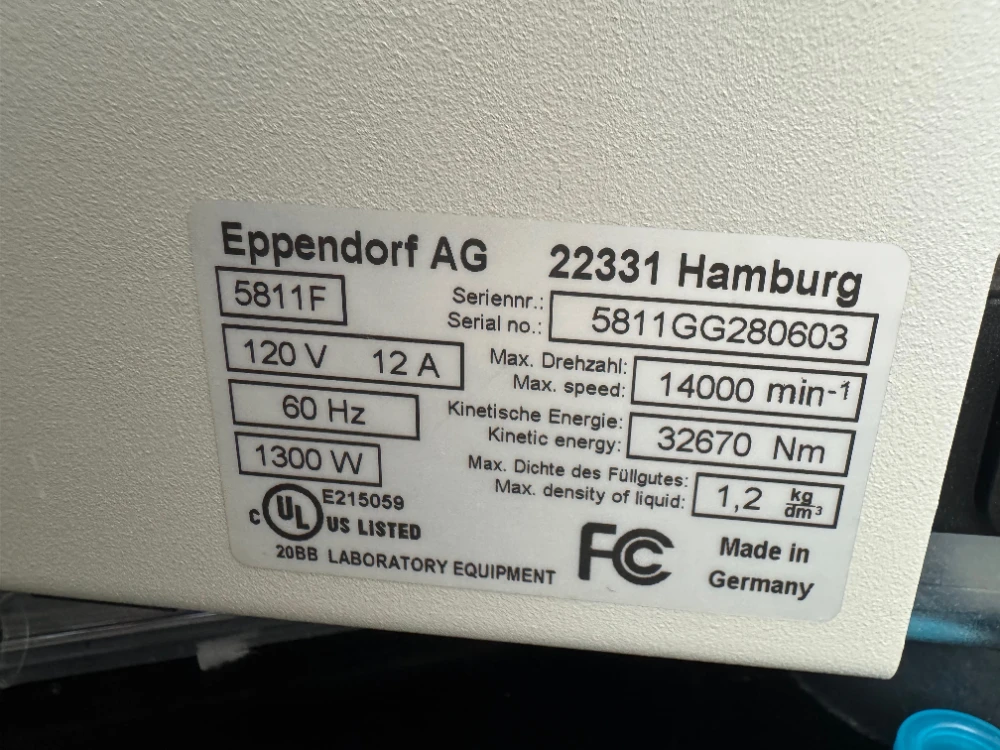 Eppendorf AG 22331 Hamburg
5811F
Seriennr.:
Serial no.: 5811GG280603
120 V 12 A
Max. Drehzahl:
Max. speed: 14000 min-1
60 Hz
Kinetische Energie:
Kinetic energy: 32670 Nm
1300 W
Max. Dichte des Füllgutes:
Max. density of liquid: 1,2 kg/dm³
c UL US LISTED E215059
20BB LABORATORY EQUIPMENT
FC
Made in
Germany